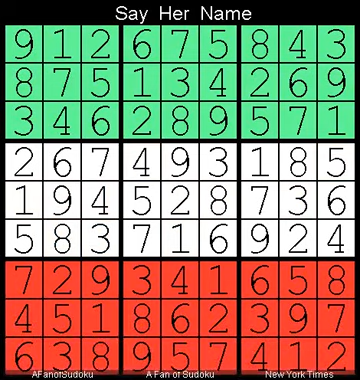 Say Her Name
9 1 2 6 7 5 8 4 3
8 7 5 1 3 4 2 6 9
3 4 6 2 8 9 5 7 1
2 6 7 4 9 3 1 8 5
1 9 4 5 2 8 7 3 6
5 8 3 7 1 6 9 2 4
7 2 9 3 4 1 6 5 8
4 5 1 8 6 2 3 9 7
6 3 8 9 5 7 4 1 2
AFanofSudoku A Fan of Sudoku New York Times